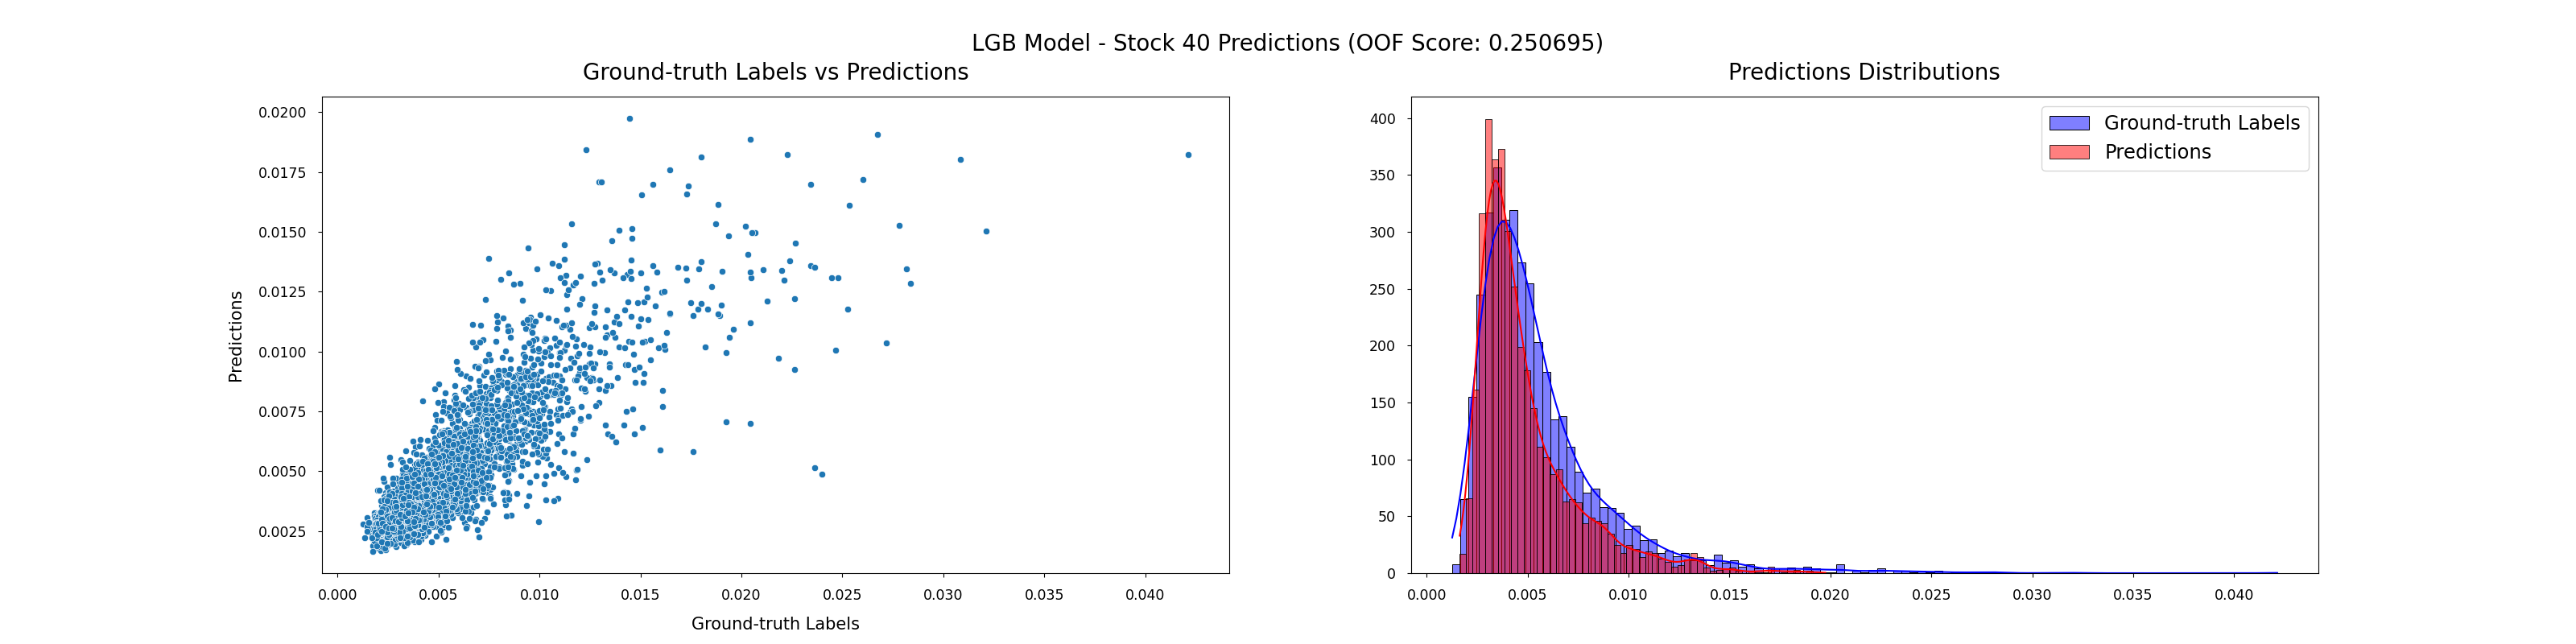 LGB Model - Stock 40 Predictions (OOF Score: 0.250695)
Ground-truth Labels vs Predictions
0.0200
0.0175
0.0150
0.0125
0.0100
0.0075
0.0050
0.0025
Predictions
0.000 0.005 0.010 0.015 0.020 0.025 0.030 0.035 0.040
Ground-truth Labels
Predictions Distributions
400
350
300
250
200
150
100
50
0
0.000 0.005 0.010 0.015 0.020 0.025 0.030 0.035 0.040
Ground-truth Labels
Predictions